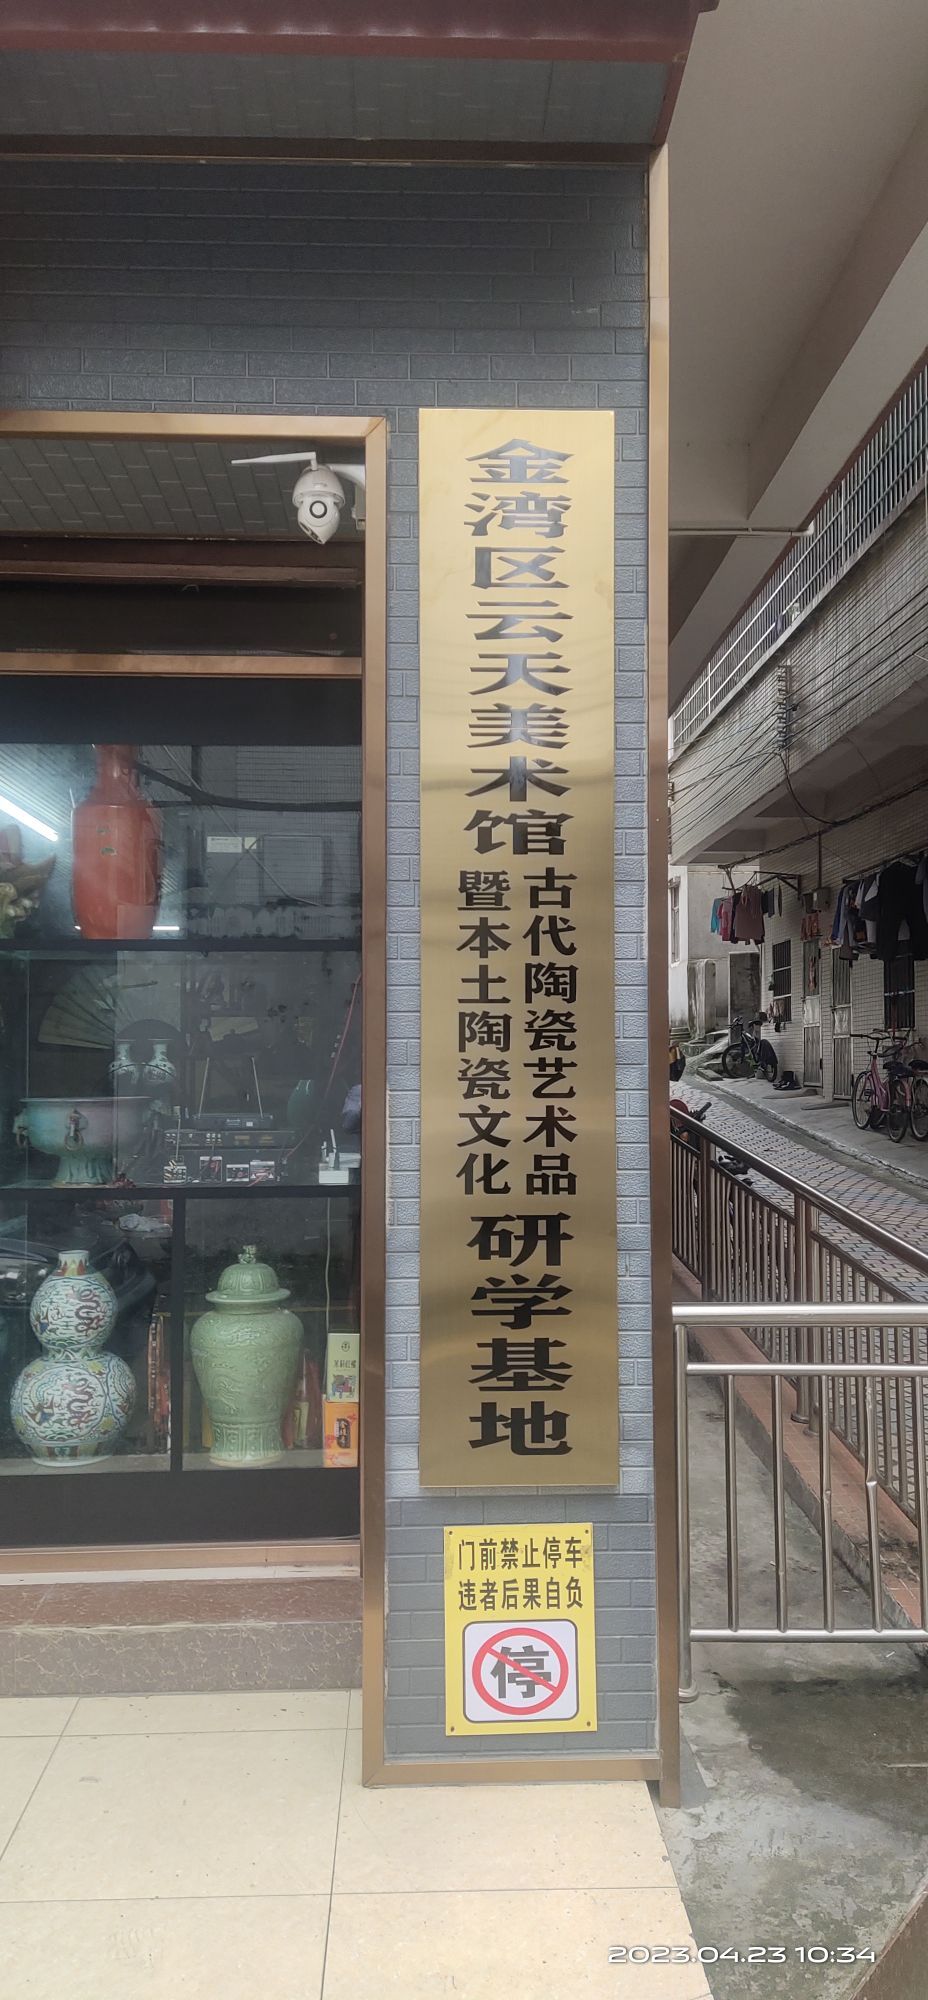 金湾区云天美术馆
古代陶瓷艺术品
暨本土陶瓷文化
研学基地
门前禁止停车
违者后果自负
停
2023.04.23 10:34